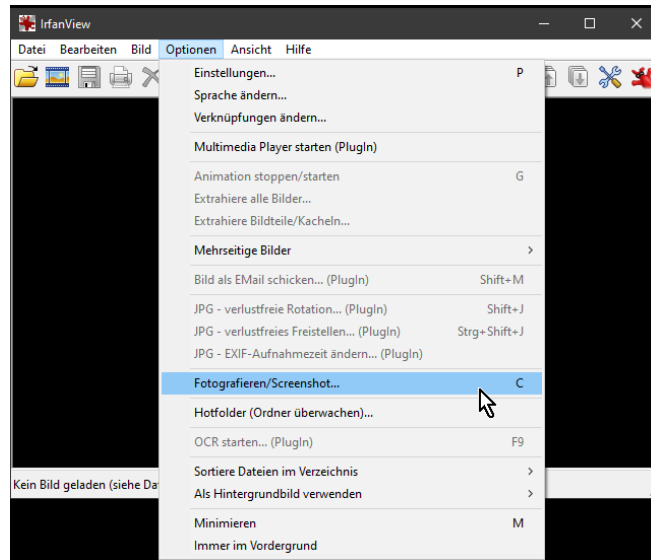 IrfanView
Datei Bearbeiten Bild Optionen Ansicht Hilfe
Einstellungen... P
Sprache ändern...
Verknüpfungen ändern...
Multimedia Player starten (PlugIn)
Animation stoppen/starten G
Extrahiere alle Bilder...
Extrahiere Bildteile/Kacheln...
Mehrseitige Bilder
Bild als EMail schicken... (PlugIn) Shift+M
JPG - verlustfreie Rotation... (PlugIn) Shift+J
JPG - verlustfreies Freistellen... (PlugIn) Strg+Shift+J
JPG - EXIF-Aufnahmezeit ändern... (PlugIn)
Fotografieren/Screenshot... C
Hotfolder (Ordner überwachen)...
OCR starten... (PlugIn) F9
Sortiere Dateien im Verzeichnis
Kein Bild geladen (siehe Da
Als Hintergrundbild verwenden
Minimieren M
Immer im Vordergrund